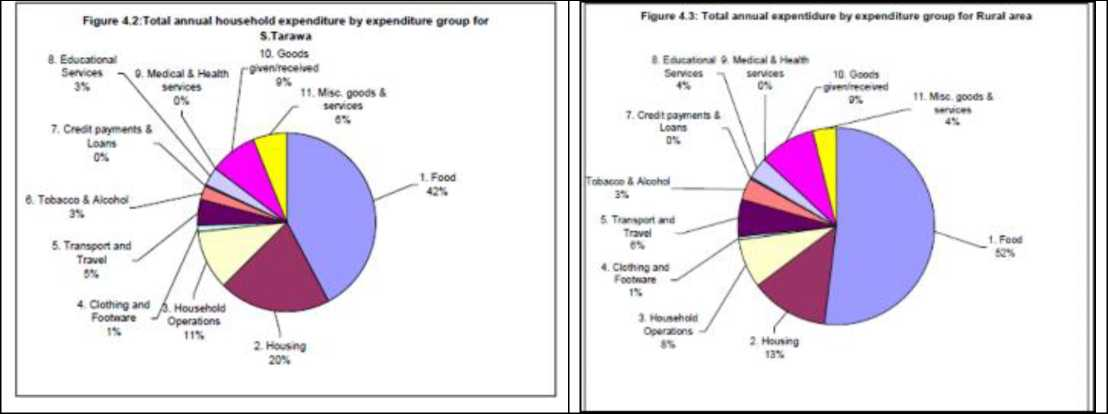 Figure 4.2:Total annual household expenditure by expenditure group for
S.Tarawa
8. Educational
Services
3%
9. Medical & Health
services
0%
10. Goods
given/received
9%
11. Misc. goods &
services
6%
7. Credit payments &
Loans
0%
1. Food
42%
6. Tobacco & Alcohol
3%
5. Transport and
Travel
5%
4. Clothing and
Footware
1%
3. Household
Operations
11%
2. Housing
20%
Figure 4.3: Total annual expentidure by expenditure group for Rural area
8. Educational
Services
4%
9. Medical & Health
services
0%
10. Goods
given/received
9%
11. Misc. goods &
services
4%
7. Credit payments &
Loans
0%
Tobacco & Alcohol
3%
5. Transport and
Travel
6%
1. Food
52%
4. Clothing and
Footware
1%
3. Household
Operations
8%
2. Housing
13%